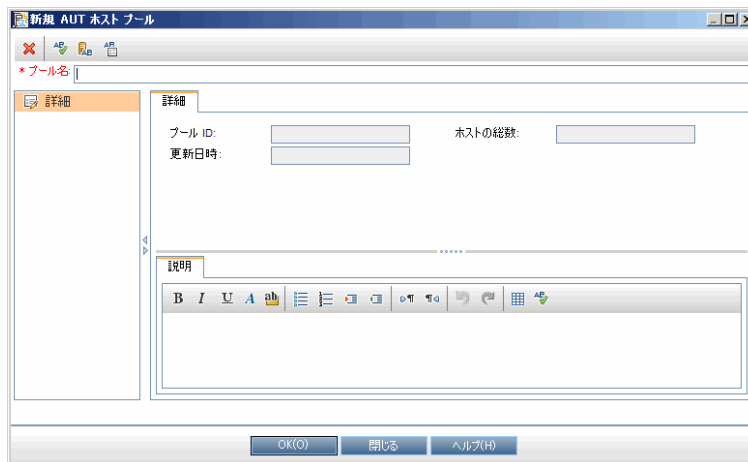 新規 AUT ホスト プール
* プール名:
詳細
詳細
プール ID:
ホストの総数:
更新日時:
説明
B I U A ab
OK(O)
閉じる
ヘルプ(H)